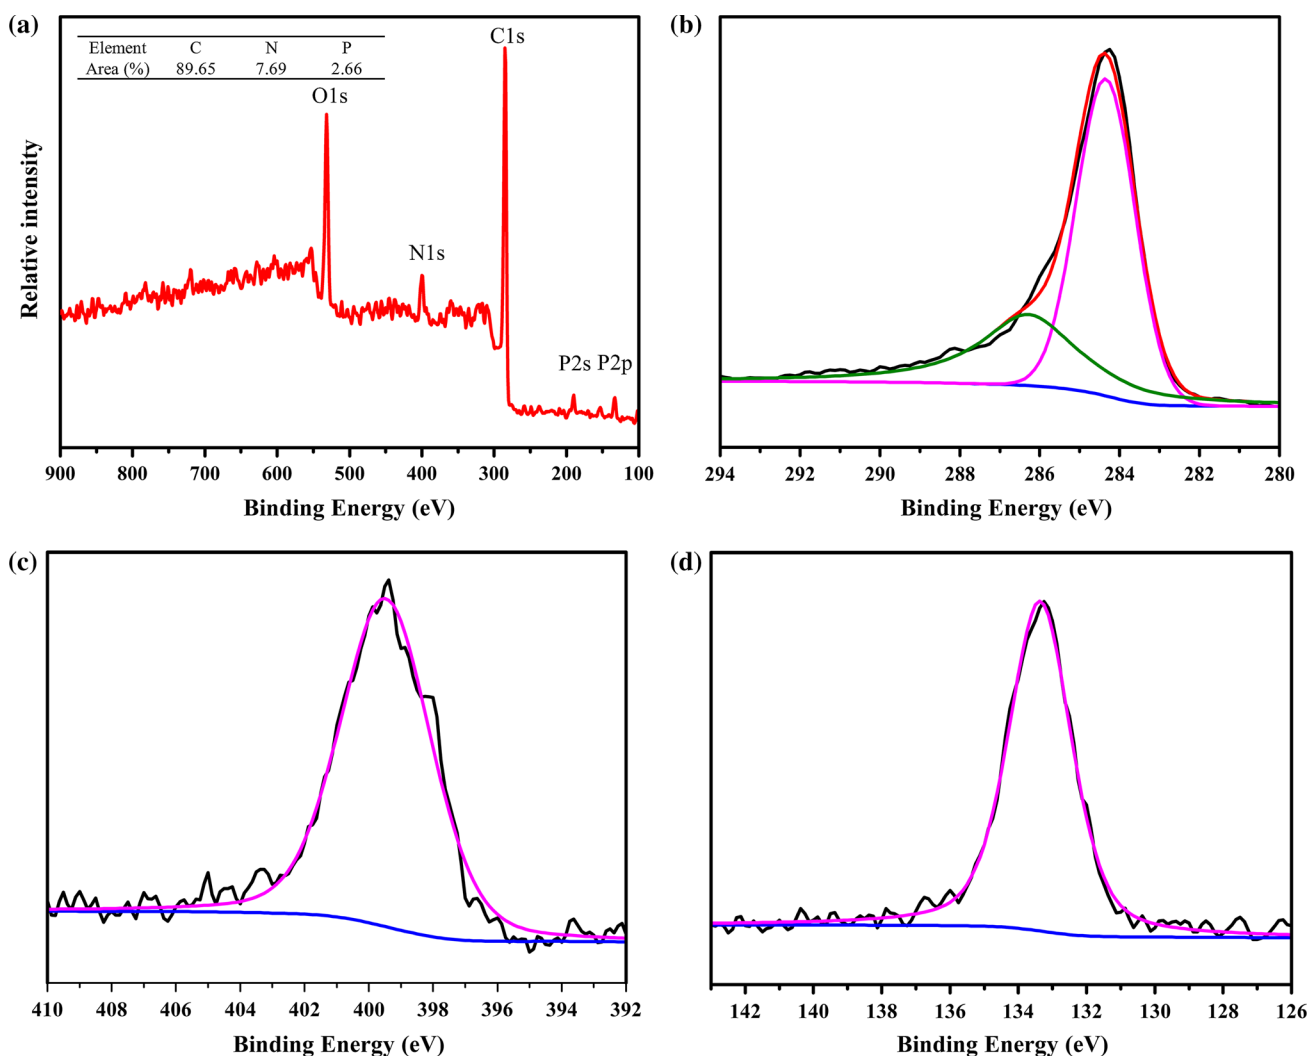 (a)
Element C N P
Area (%) 89.65 7.69 2.66
C1s
O1s
N1s
P2s P2p
Relative intensity
900 800 700 600 500 400 300 200 100
Binding Energy (eV)
(b)
294 292 290 288 286 284 282 280
Binding Energy (eV)
(c)
410 408 406 404 402 400 398 396 394 392
Binding Energy (eV)
(d)
142 140 138 136 134 132 130 128 126
Binding Energy (eV)